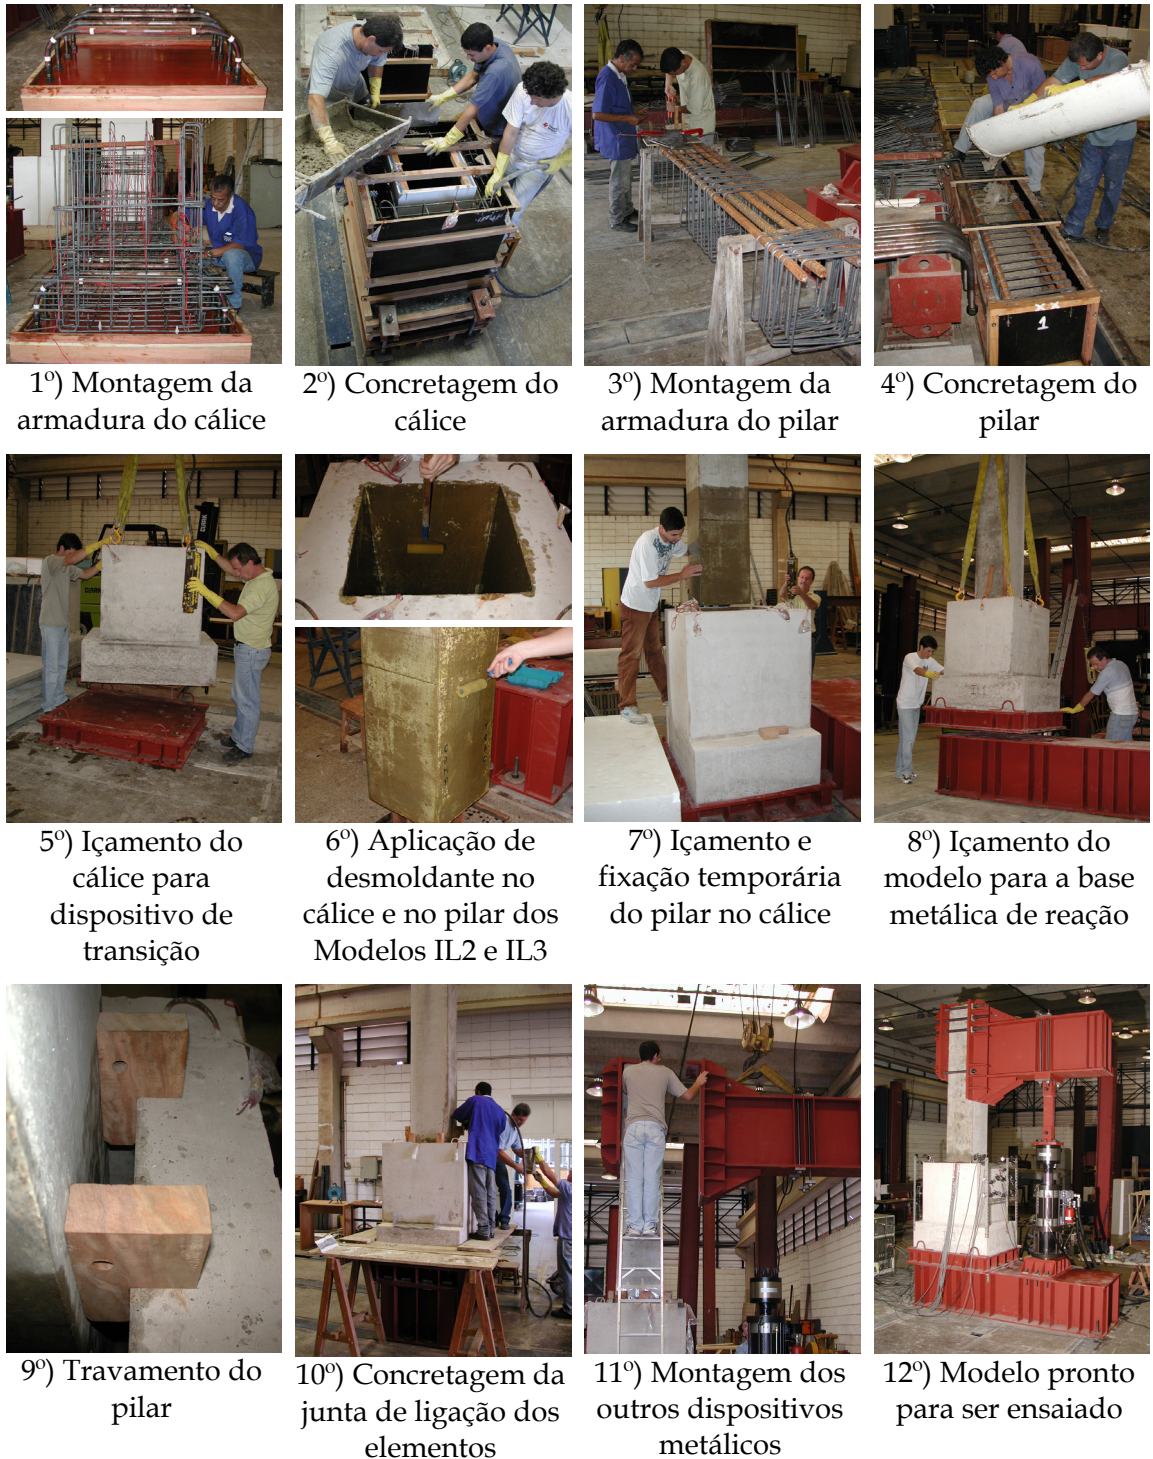 1º) Montagem da
armadura do cálice
2º) Concretagem do
cálice
3º) Montagem da
armadura do pilar
4º) Concretagem do
pilar
5º) Içamento do
cálice para
dispositivo de
transição
6º) Aplicação de
desmoldante no
cálice e no pilar dos
Modelos IL2 e IL3
7º) Içamento e
fixação temporária
do pilar no cálice
8º) Içamento do
modelo para a base
metálica de reação
9º) Travamento do
pilar
10º) Concretagem da
junta de ligação dos
elementos
11º) Montagem dos
outros dispositivos
metálicos
12º) Modelo pronto
para ser ensaiado
XX
1